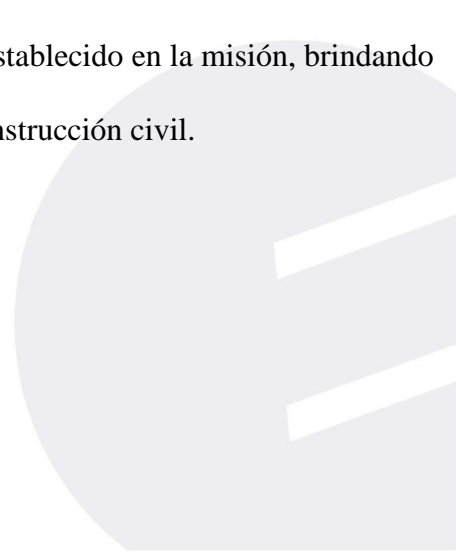 stablecido en la misión, brindando
nstrucción civil.